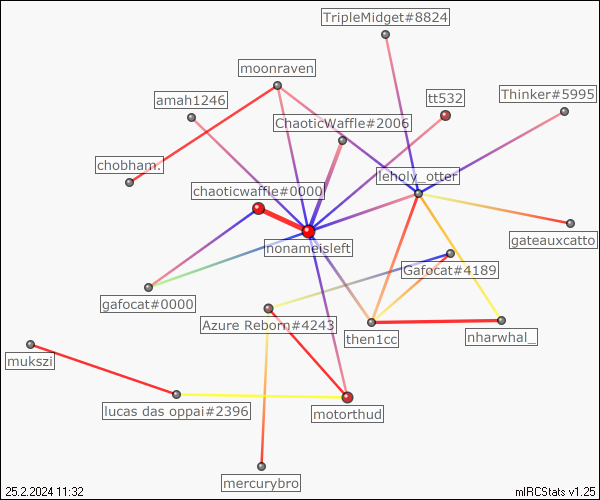 TripleMidget#8824
moonraven
amah1246
tt532
Thinker#5995
ChaoticWaffle#2006
chobham.
leholy_otter
chaoticwaffle#0000
nonameisleft
gateauxcatto
Gafocat#4189
gafocat#0000
Azure Reborn#4243
then1cc
nharwhal_
mukszi
lucas das oppai#2396
motorthud
mercurybro
25.2.2024 11:32
mIRCStats v1.25